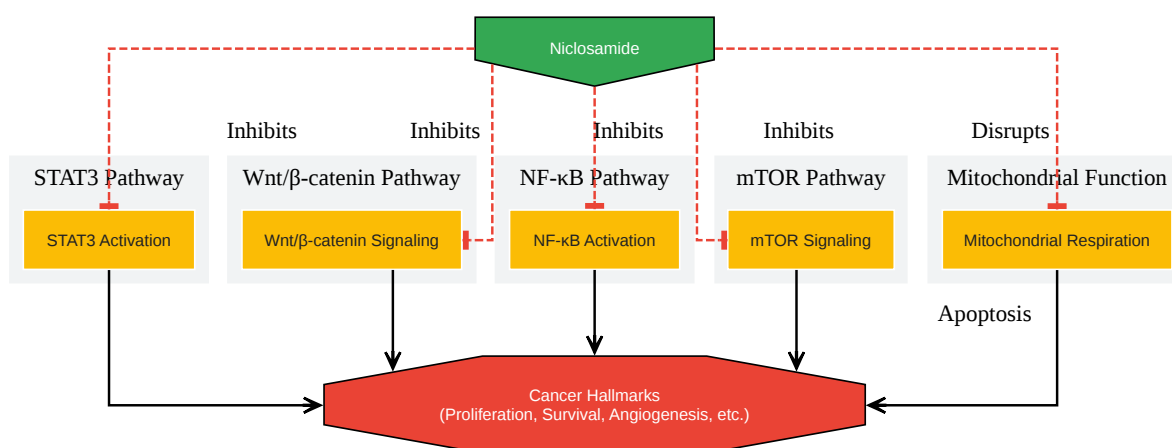 Niclosamide
Inhibits
Inhibits
Inhibits
Inhibits
Disrupts
STAT3 Pathway
Wnt/β-catenin Pathway
NF-κB Pathway
mTOR Pathway
Mitochondrial Function
STAT3 Activation
Wnt/β-catenin Signaling
NF-κB Activation
mTOR Signaling
Mitochondrial Respiration
Apoptosis
Cancer Hallmarks
(Proliferation, Survival, Angiogenesis, etc.)